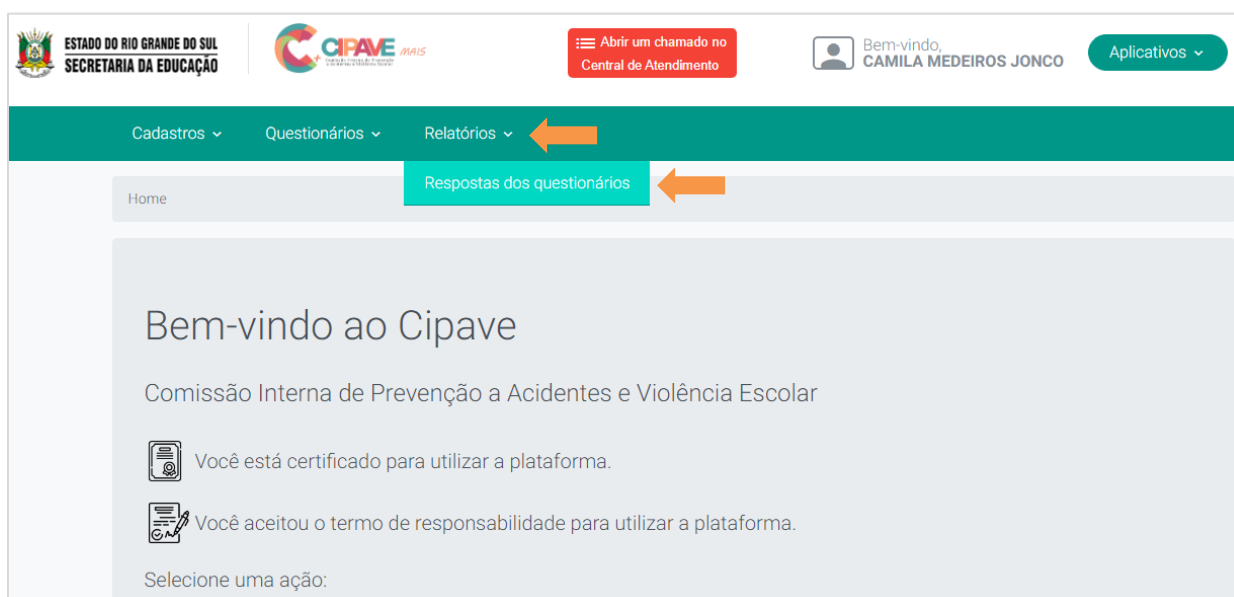 ESTADO DO RIO GRANDE DO SUL
SECRETARIA DA EDUCAÇÃO
CIPAVE MAIS
Abrir um chamado no
Central de Atendimento
Bem-vindo,
CAMILA MEDEIROS JONCO
Aplicativos
Cadastros
Questionários
Relatórios
Respostas dos questionários
Home
Bem-vindo ao Cipave
Comissão Interna de Prevenção a Acidentes e Violência Escolar
Você está certificado para utilizar a plataforma.
Você aceitou o termo de responsabilidade para utilizar a plataforma.
Selecione uma ação: